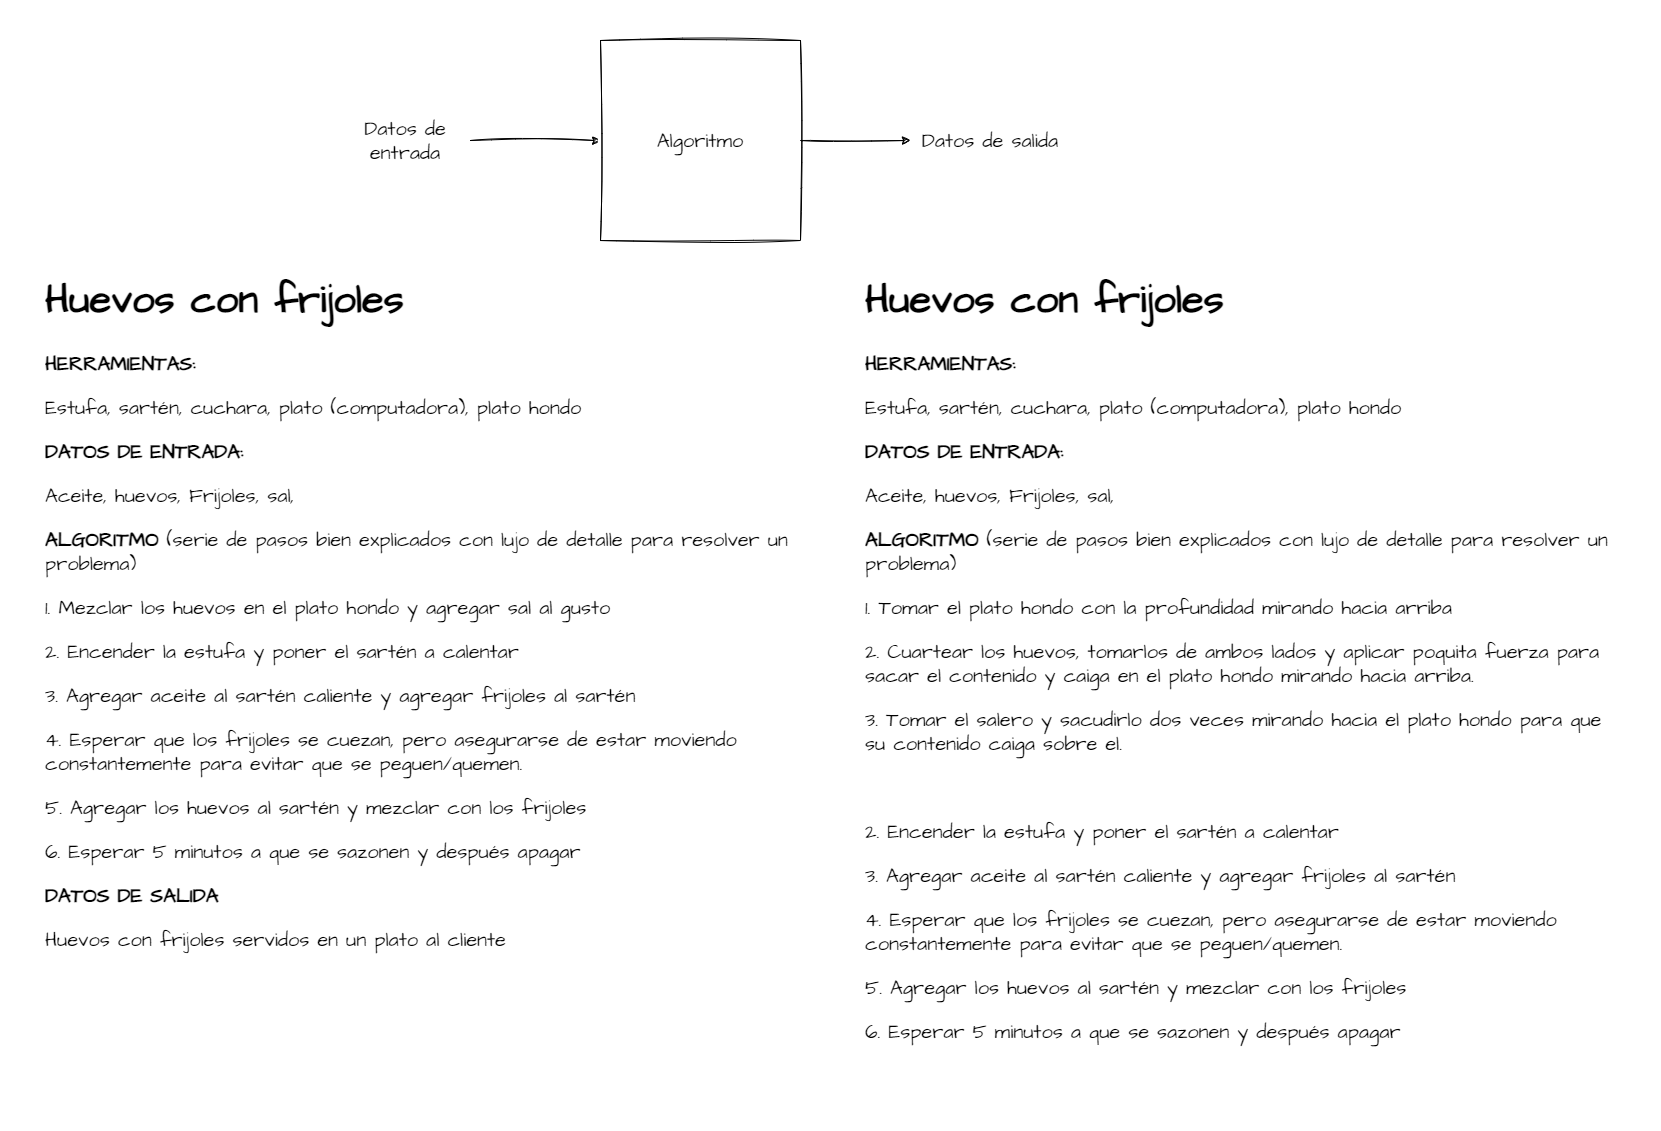 Datos de
entrada
Algoritmo
Datos de salida
Huevos con frijoles
HERRAMIENTAS:
Estufa, sartén, cuchara, plato (computadora), plato hondo
DATOS DE ENTRADA:
Aceite, huevos, Frijoles, sal,
ALGORITMO (serie de pasos bien explicados con lujo de detalle para resolver un
problema)
1. Mezclar los huevos en el plato hondo y agregar sal al gusto
2. Encender la estufa y poner el sartén a calentar
3. Agregar aceite al sartén caliente y agregar frijoles al sartén
4. Esperar que los frijoles se cuezan, pero asegurarse de estar moviendo
constantemente para evitar que se peguen/quemen.
5. Agregar los huevos al sartén y mezclar con los frijoles
6. Esperar 5 minutos a que se sazonen y después apagar
DATOS DE SALIDA
Huevos con frijoles servidos en un plato al cliente
Huevos con frijoles
HERRAMIENTAS:
Estufa, sartén, cuchara, plato (computadora), plato hondo
DATOS DE ENTRADA:
Aceite, huevos, Frijoles, sal,
ALGORITMO (serie de pasos bien explicados con lujo de detalle para resolver un
problema)
1. Tomar el plato hondo con la profundidad mirando hacia arriba
2. Cuartear los huevos, tomarlos de ambos lados y aplicar poquita fuerza para
sacar el contenido y caiga en el plato hondo mirando hacia arriba.
3. Tomar el salero y sacudirlo dos veces mirando hacia el plato hondo para que
su contenido caiga sobre el.
2. Encender la estufa y poner el sartén a calentar
3. Agregar aceite al sartén caliente y agregar frijoles al sartén
4. Esperar que los frijoles se cuezan, pero asegurarse de estar moviendo
constantemente para evitar que se peguen/quemen.
5. Agregar los huevos al sartén y mezclar con los frijoles
6. Esperar 5 minutos a que se sazonen y después apagar